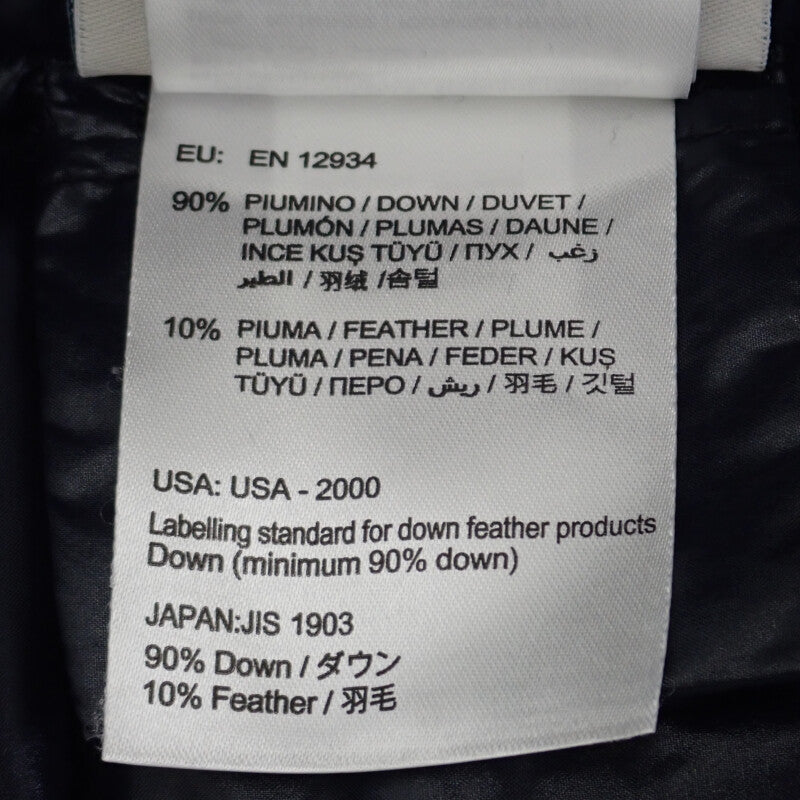 EU: EN 12934
90% PIUMINO / DOWN / DUVET /
PLUMÓN / PLUMAS / DAUNE /
INCE KUŞ TÜYÜ / ПУХ / زغب
الطير / 羽绒 /솜털
10% PIUMA / FEATHER / PLUME /
PLUMA / PENA / FEDER / KUŞ
TÜYÜ / ПЕРО / ريش / 羽毛 / 깃털
USA: USA - 2000
Labelling standard for down feather products
Down (minimum 90% down)
JAPAN:JIS 1903
90% Down / ダウン
10% Feather / 羽毛